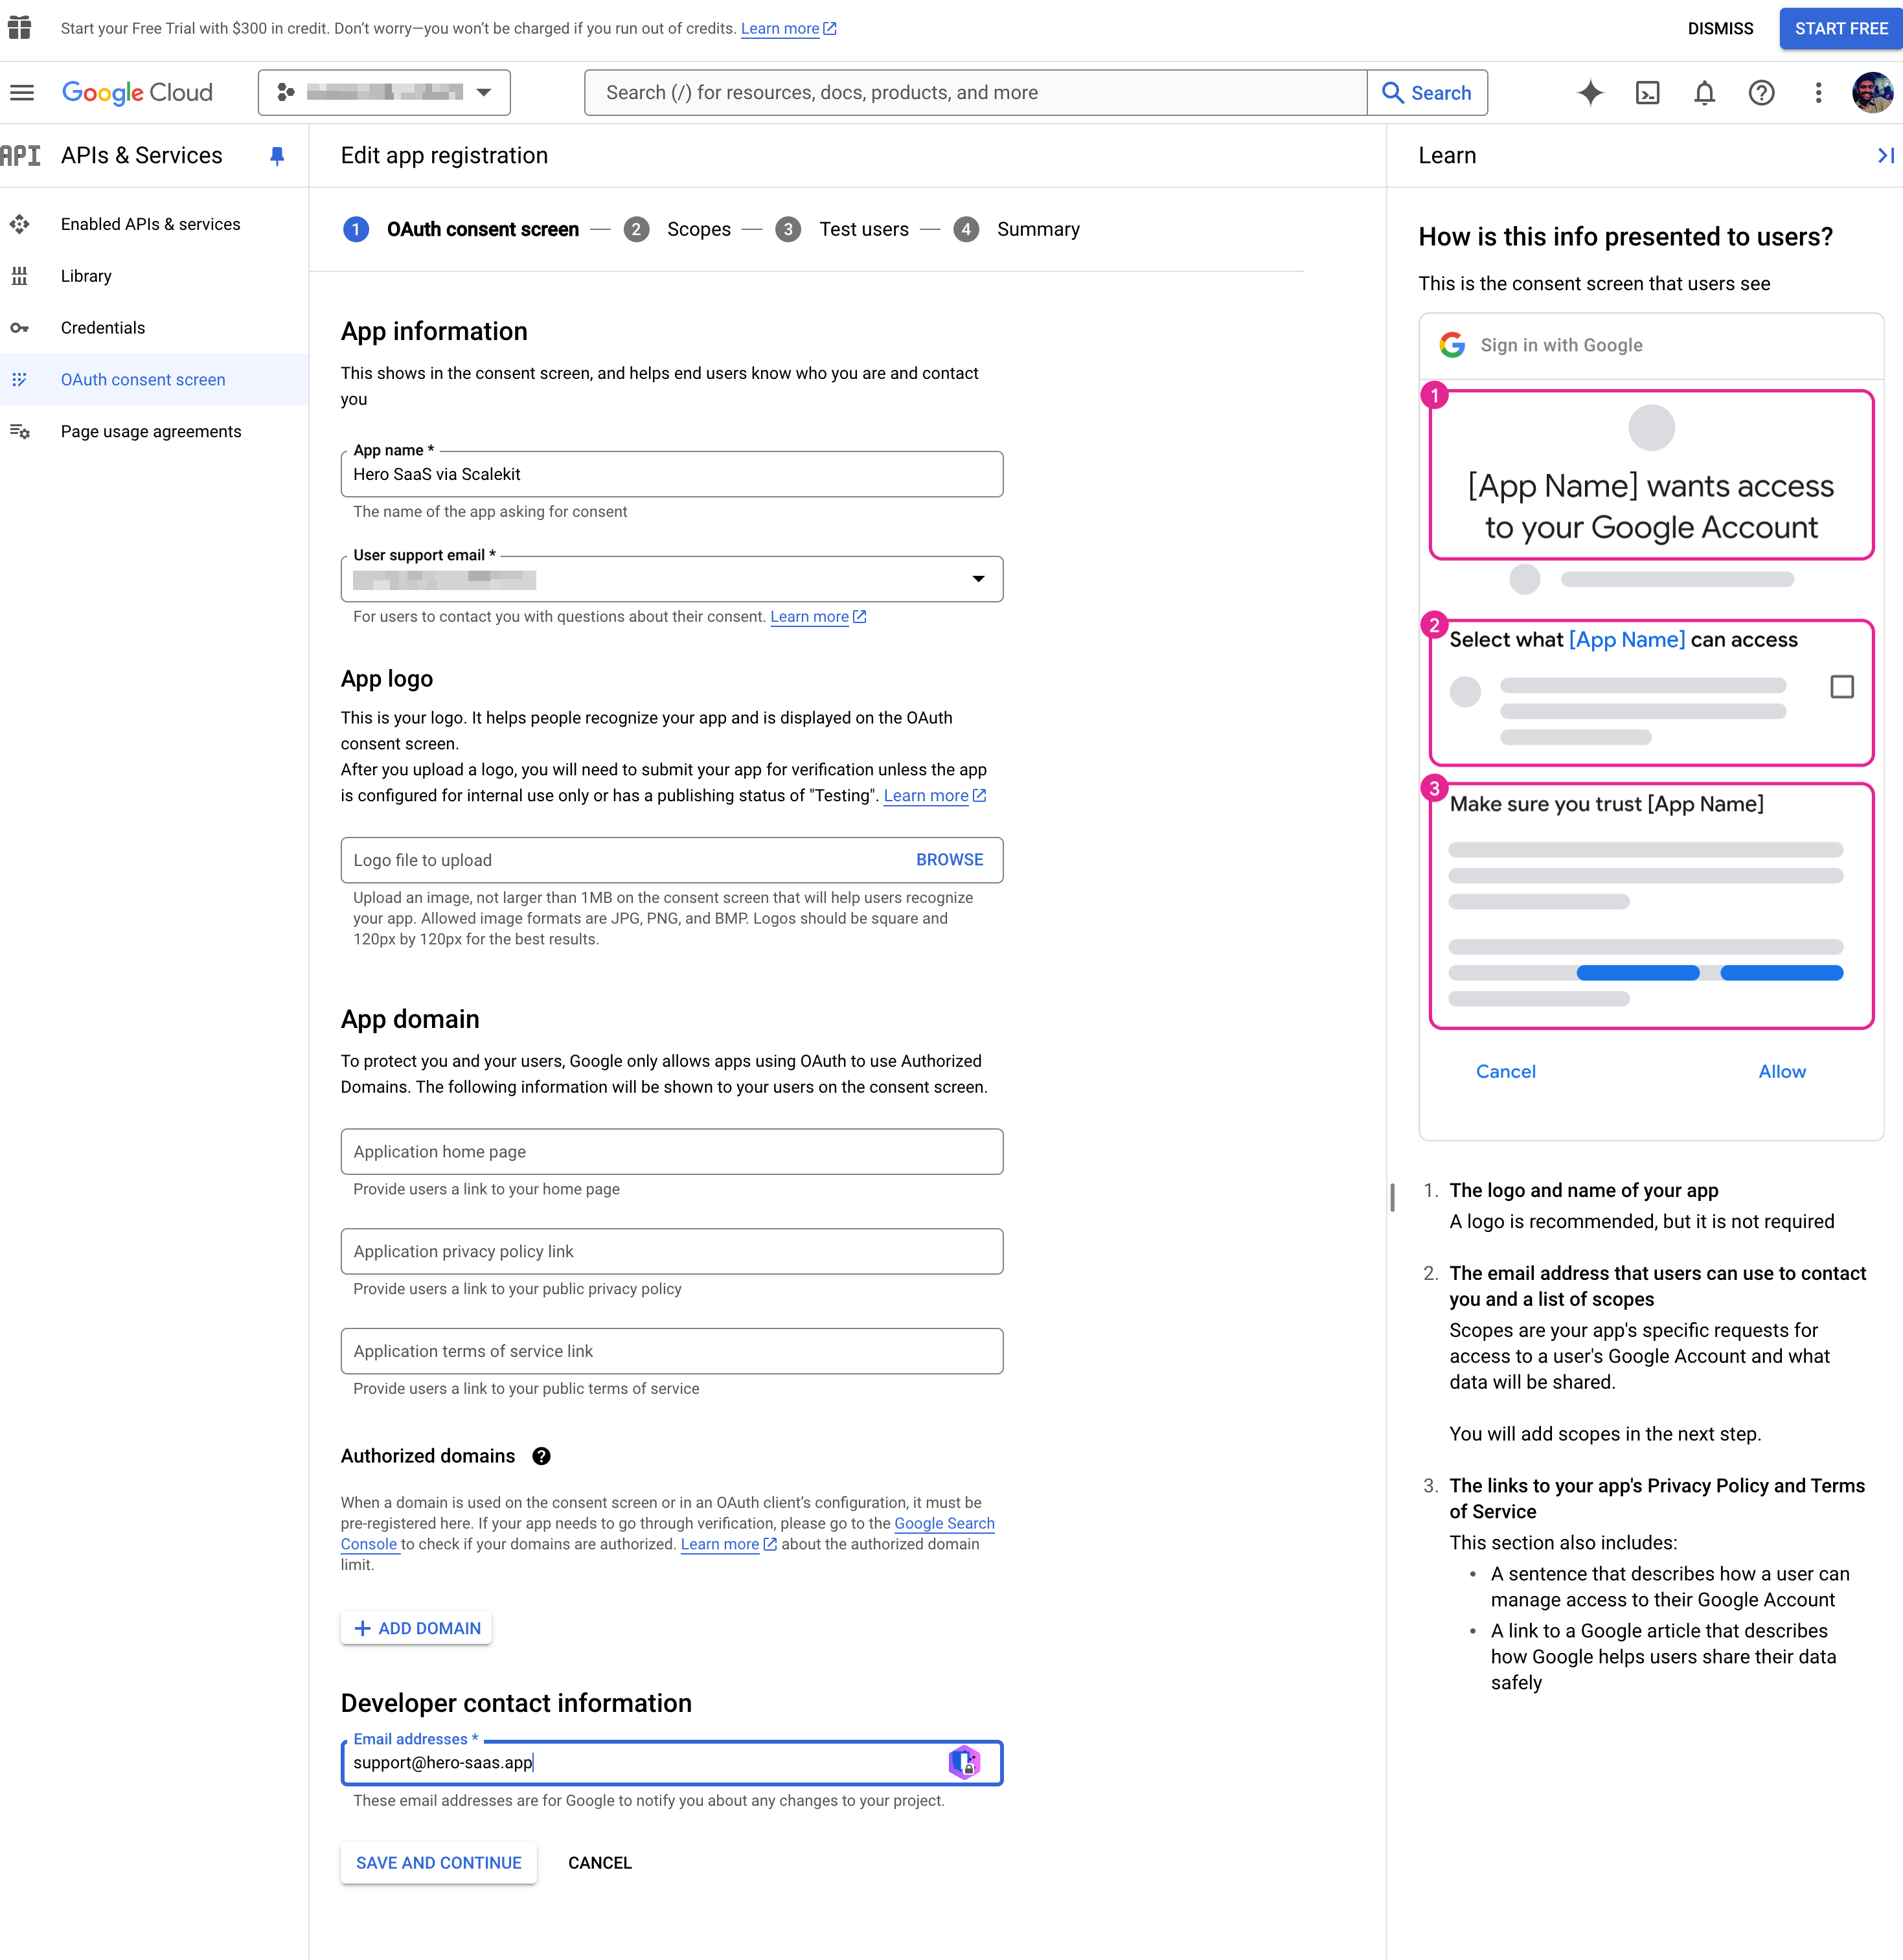 Start your Free Trial with $300 in credit. Don't worry—you won't be charged if you run out of credits. Learn more
DISMISS
START FREE
Google Cloud
Search (/) for resources, docs, products, and more
Search
API
APIs & Services
Enabled APIs & services
Library
Credentials
OAuth consent screen
Page usage agreements
Edit app registration
1 OAuth consent screen — 2 Scopes — 3 Test users — 4 Summary
App information
This shows in the consent screen, and helps end users know who you are and contact
you
App name *
Hero SaaS via Scalekit
The name of the app asking for consent
User support email *
For users to contact you with questions about their consent. Learn more
App logo
This is your logo. It helps people recognize your app and is displayed on the OAuth
consent screen.
After you upload a logo, you will need to submit your app for verification unless the app
is configured for internal use only or has a publishing status of "Testing". Learn more
Logo file to upload
BROWSE
Upload an image, not larger than 1MB on the consent screen that will help users recognize
your app. Allowed image formats are JPG, PNG, and BMP. Logos should be square and
120px by 120px for the best results.
App domain
To protect you and your users, Google only allows apps using OAuth to use Authorized
Domains. The following information will be shown to your users on the consent screen.
Application home page
Provide users a link to your home page
Application privacy policy link
Provide users a link to your public privacy policy
Application terms of service link
Provide users a link to your public terms of service
Authorized domains ?
When a domain is used on the consent screen or in an OAuth client's configuration, it must be
pre-registered here. If your app needs to go through verification, please go to the Google Search
Console to check if your domains are authorized. Learn more about the authorized domain
limit.
+ ADD DOMAIN
Developer contact information
Email addresses *
support@hero-saas.app
These email addresses are for Google to notify you about any changes to your project.
SAVE AND CONTINUE
CANCEL
Learn
How is this info presented to users?
This is the consent screen that users see
G Sign in with Google
1
[App Name] wants access
to your Google Account
2
Select what [App Name] can access
3
Make sure you trust [App Name]
Cancel
Allow
1. The logo and name of your app
A logo is recommended, but it is not required
2. The email address that users can use to contact
you and a list of scopes
Scopes are your app's specific requests for
access to a user's Google Account and what
data will be shared.
You will add scopes in the next step.
3. The links to your app's Privacy Policy and Terms
of Service
This section also includes:
• A sentence that describes how a user can
manage access to their Google Account
• A link to a Google article that describes
how Google helps users share their data
safely